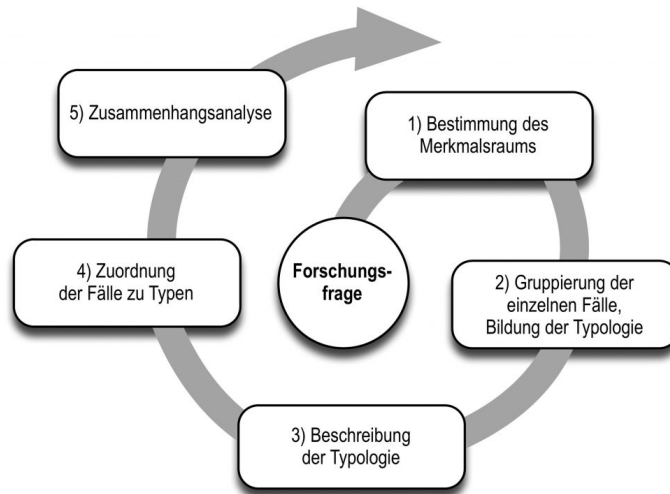 Forschungs-
frage
1) Bestimmung des
Merkmalsraums
2) Gruppierung der
einzelnen Fälle,
Bildung der Typologie
3) Beschreibung
der Typologie
4) Zuordnung
der Fälle zu Typen
5) Zusammenhangsanalyse